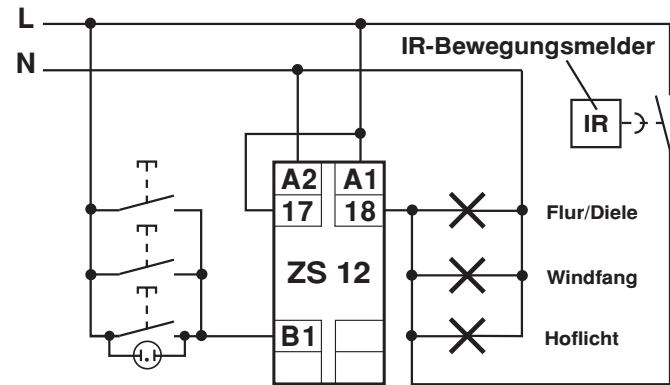 L
IR-Bewegungsmelder
N
IR
A2 A1
17 18
Flur/Diele
ZS 12
Windfang
B1
Hoflicht